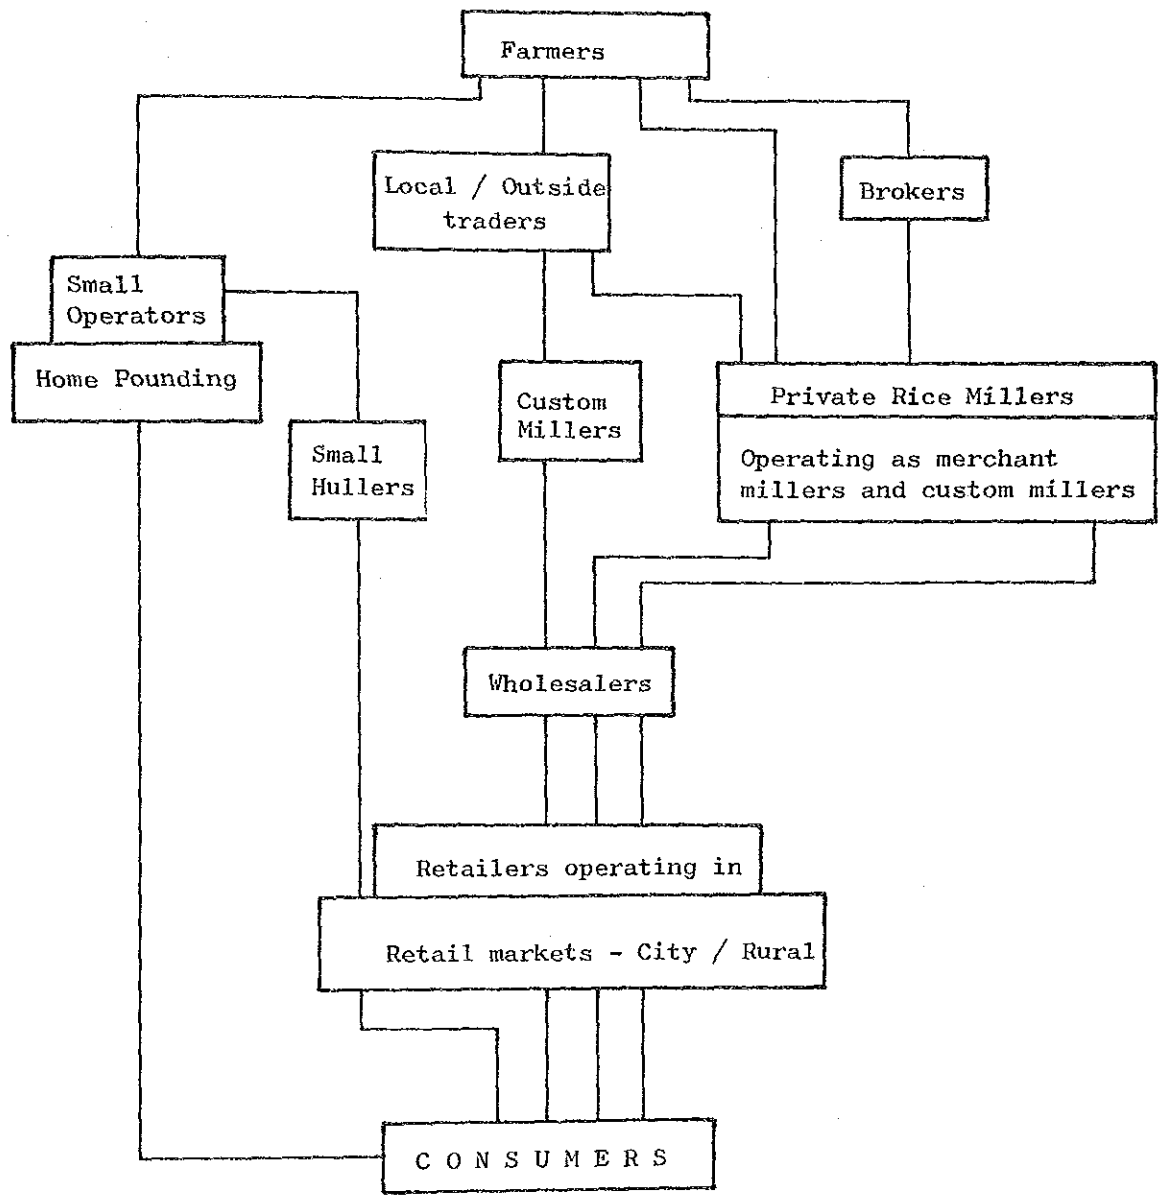 Farmers
Local / Outside
traders
Brokers
Small
Operators
Home Pounding
Small
Hullers
Custom
Millers
Private Rice Millers
Operating as merchant
millers and custom millers
Wholesalers
Retailers operating in
Retail markets - City / Rural
C O N S U M E R S